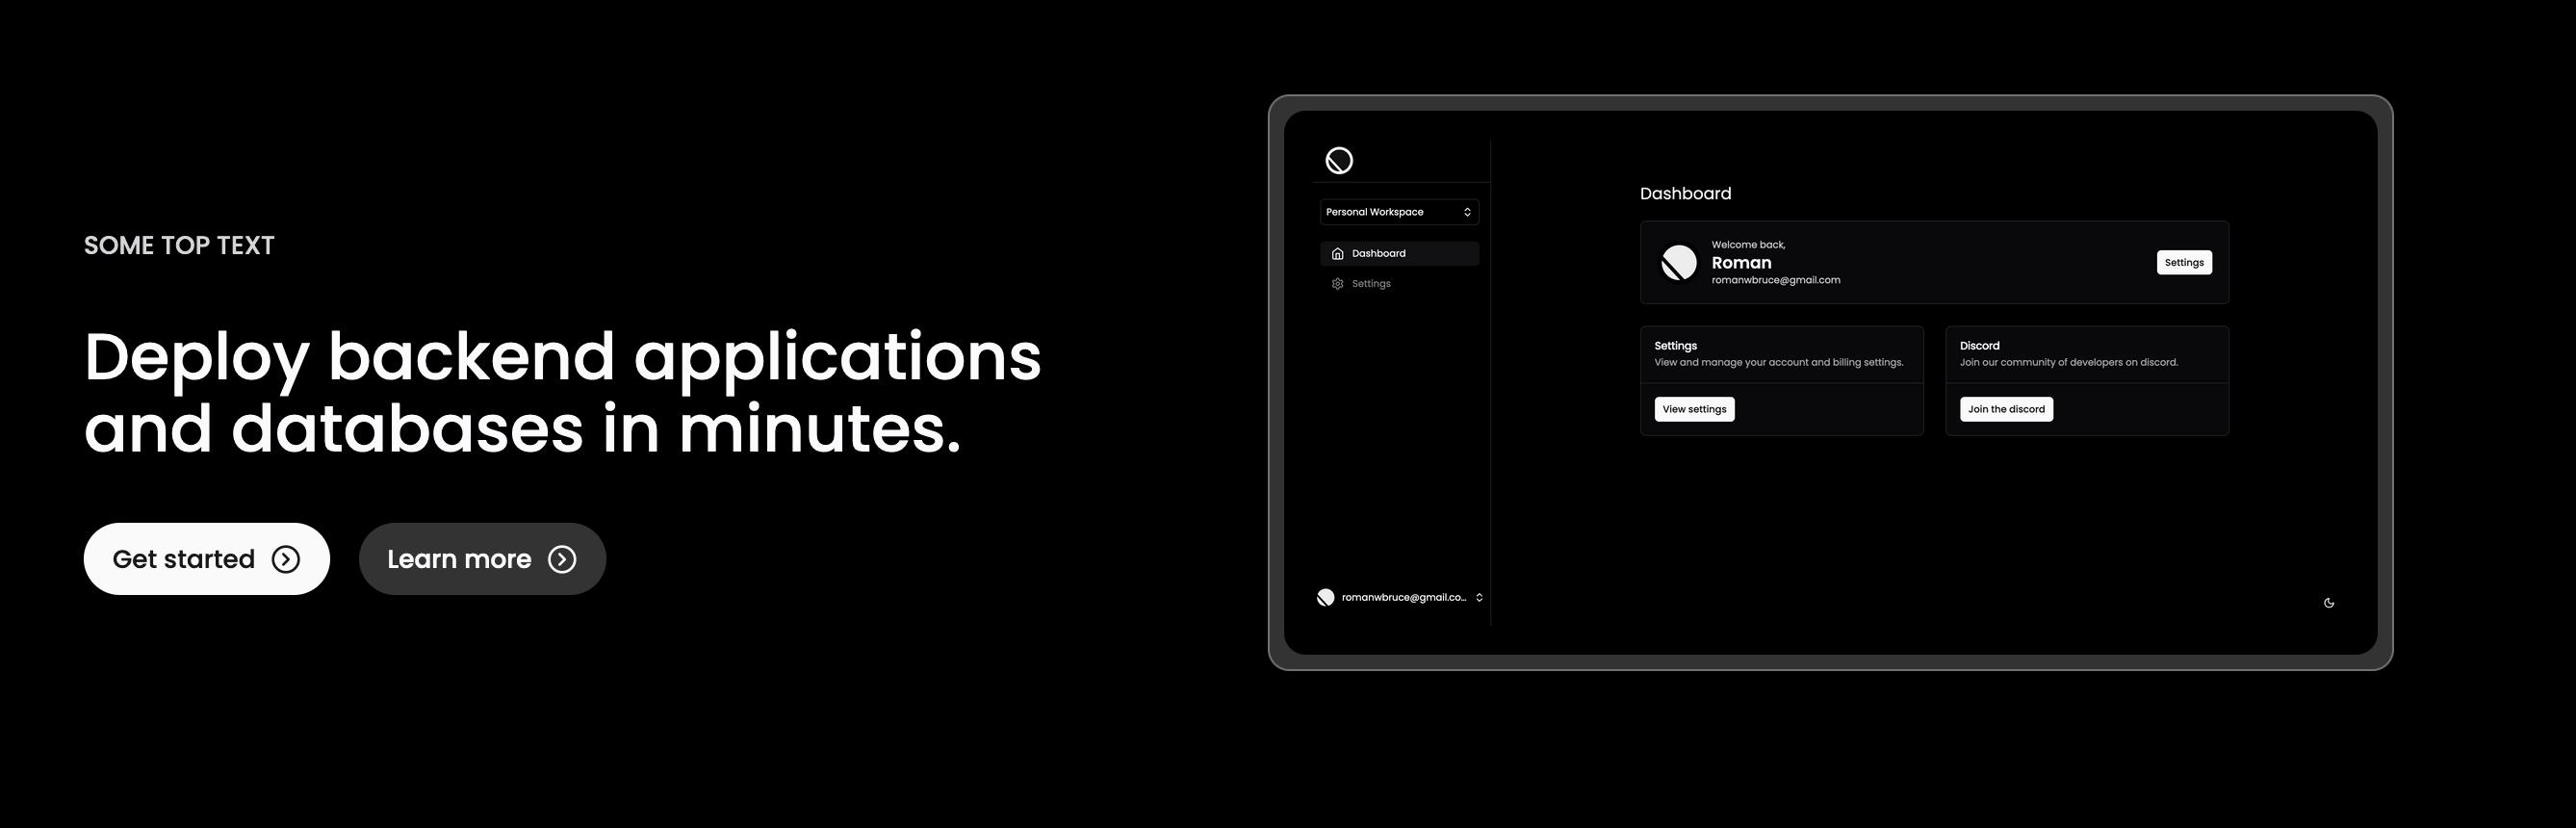 SOME TOP TEXT
Deploy backend applications
and databases in minutes.
Get started
Learn more
Personal Workspace
Dashboard
Settings
romanwbruce@gmail.co...
Dashboard
Welcome back,
Roman
romanwbruce@gmail.com
Settings
Settings
View and manage your account and billing settings.
View settings
Discord
Join our community of developers on discord.
Join the discord